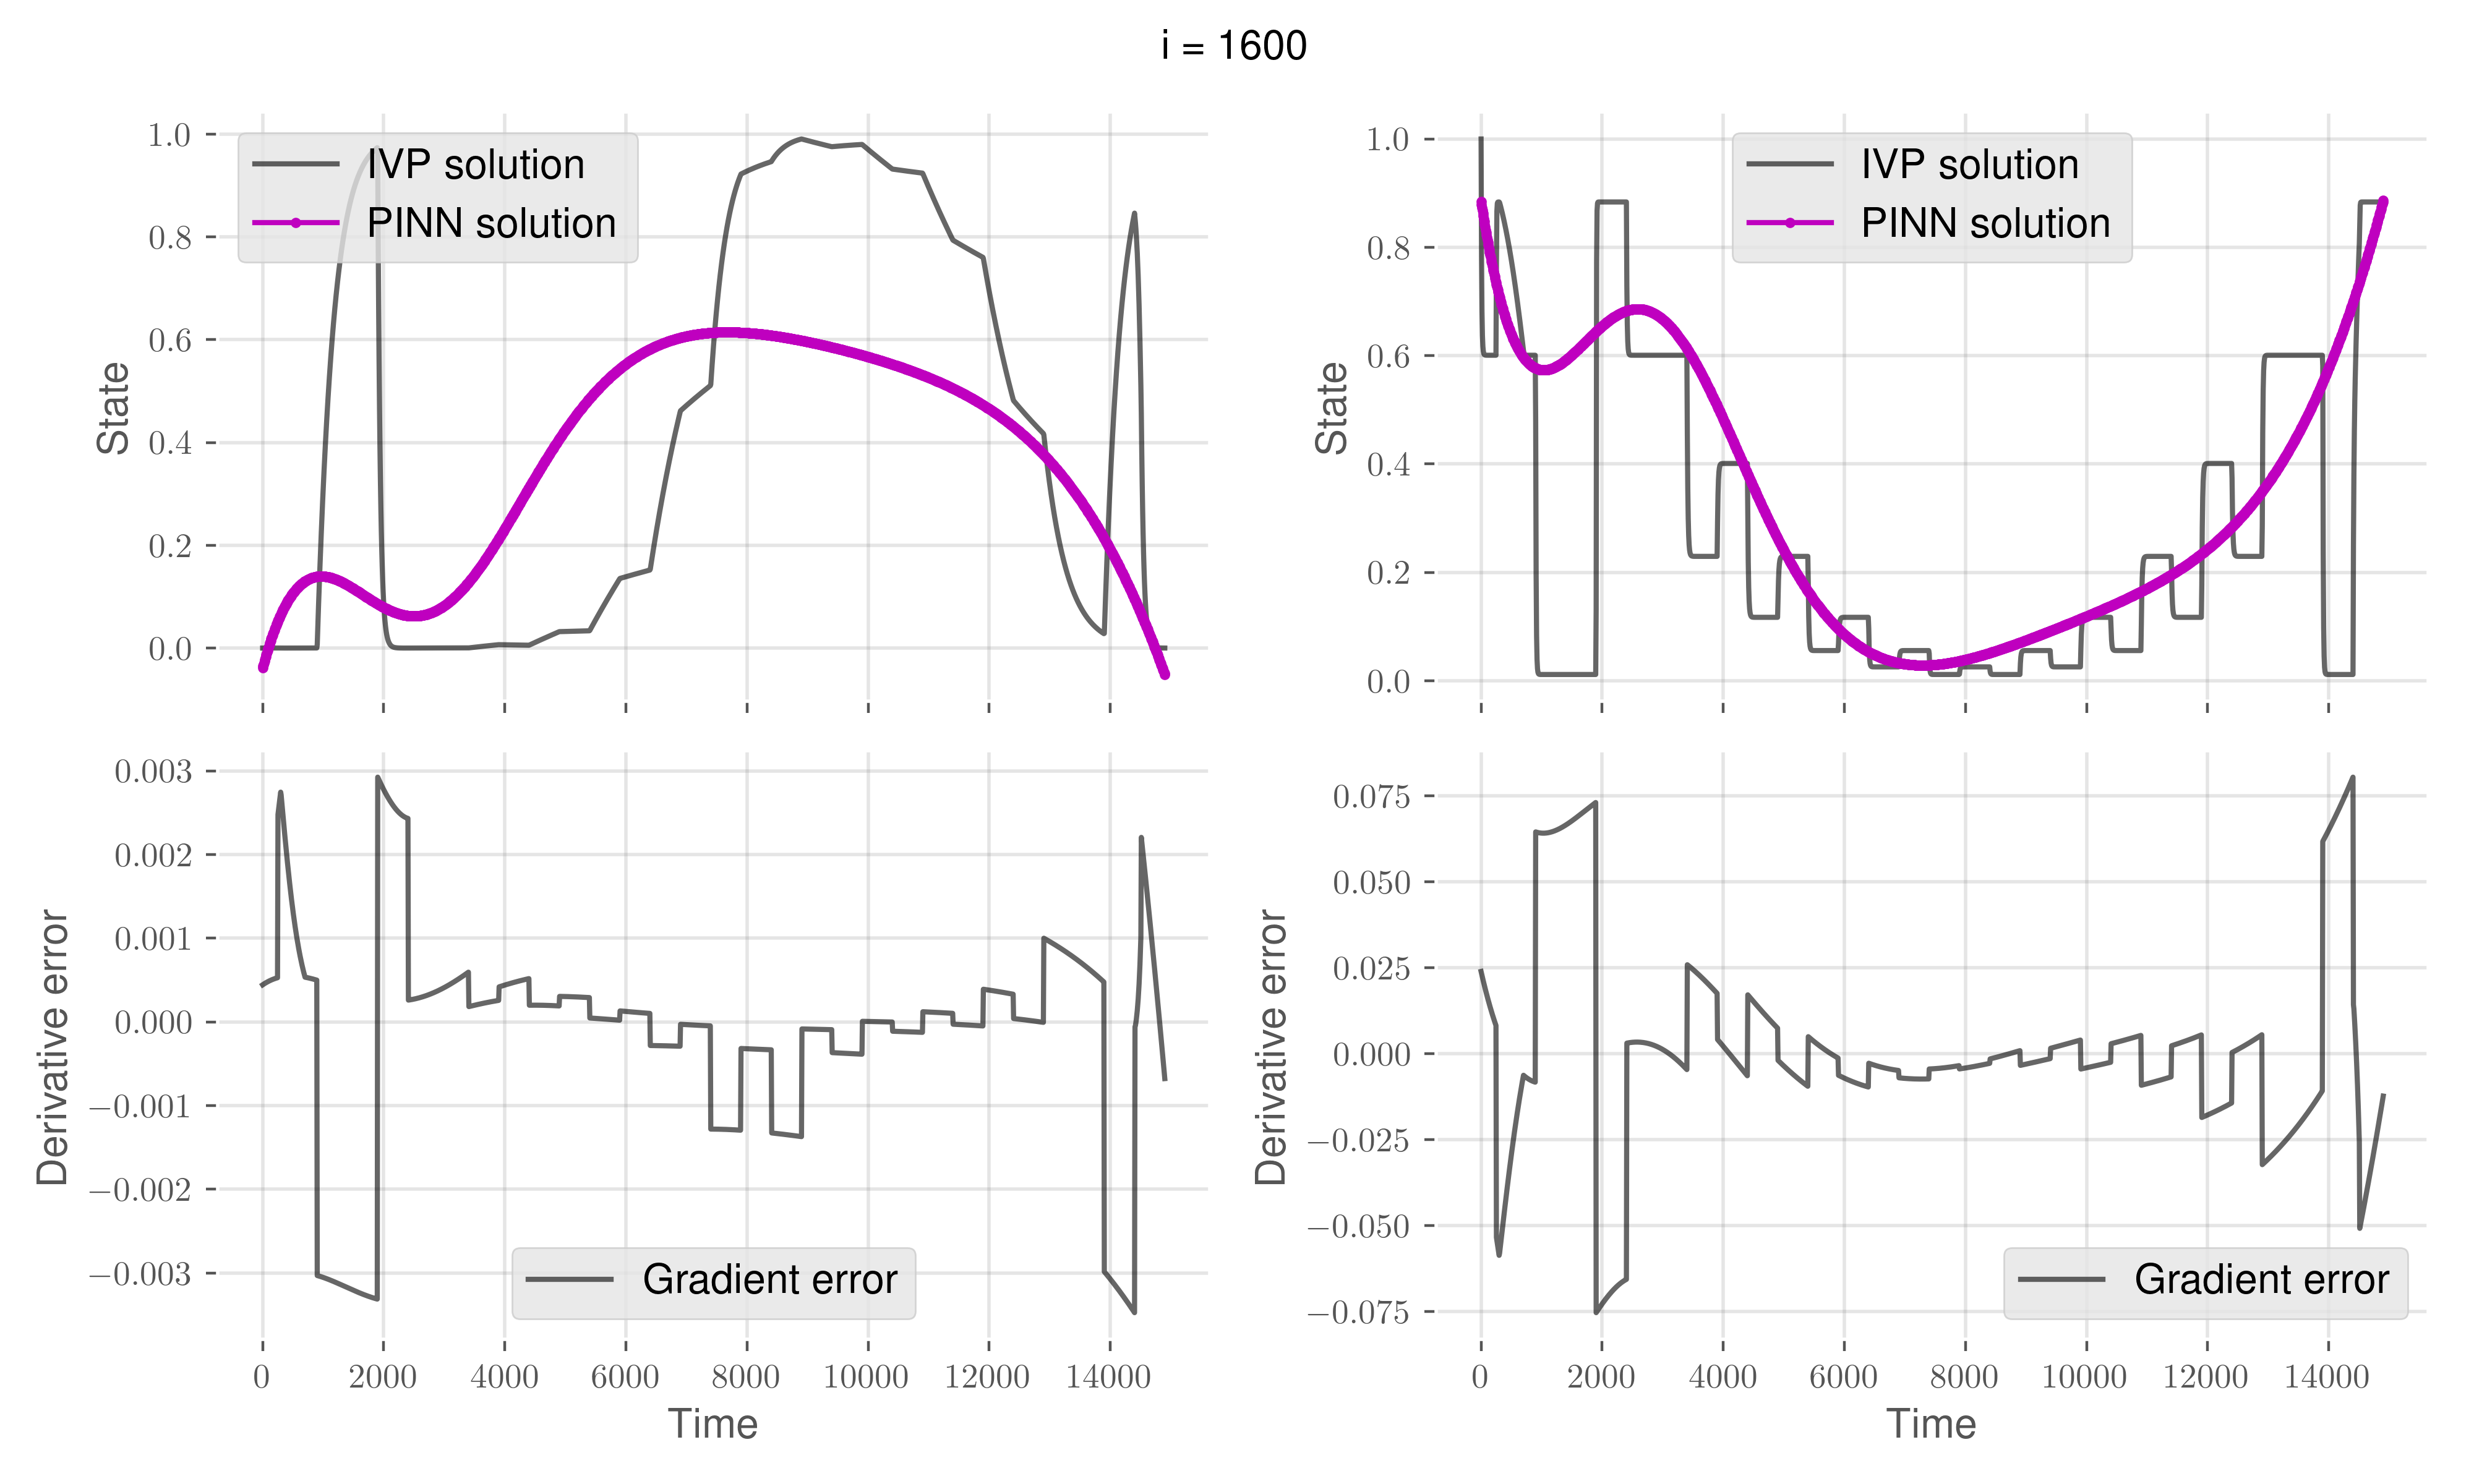 i = 1600
1.0
0.8
0.6
0.4
0.2
0.0
State
IVP solution
PINN solution
1.0
0.8
0.6
0.4
0.2
0.0
State
IVP solution
PINN solution
0.003
0.002
0.001
0.000
−0.001
−0.002
−0.003
Derivative error
Gradient error
0 2000 4000 6000 8000 10000 12000 14000
Time
0.075
0.050
0.025
0.000
−0.025
−0.050
−0.075
Derivative error
Gradient error
0 2000 4000 6000 8000 10000 12000 14000
Time